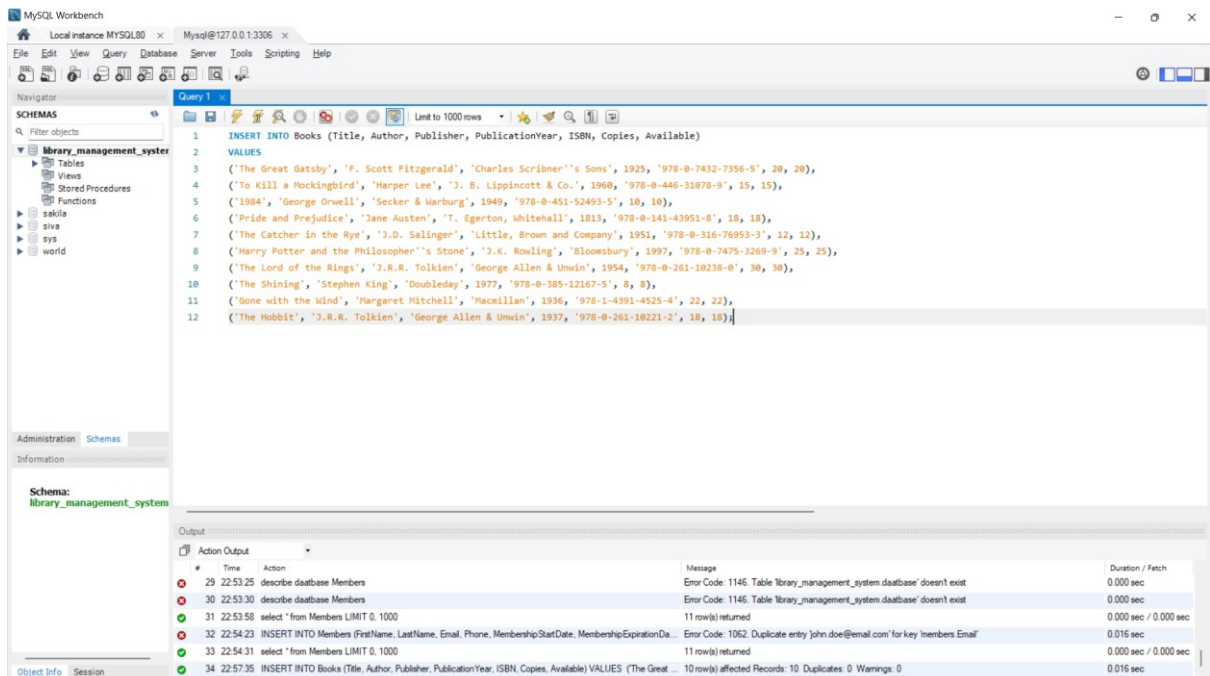 MySQL Workbench
Local instance MYSQL80 × Mysql@127.0.0.1:3306 ×
File Edit View Query Database Server Tools Scripting Help
Navigator
Query 1 ×
SCHEMAS
Filter objects
library_management_syster
Tables
Views
Stored Procedures
Functions
sakila
siva
sys
world
Limit to 1000 rows
1 INSERT INTO Books (Title, Author, Publisher, PublicationYear, ISBN, Copies, Available)
2 VALUES
3 ('The Great Gatsby', 'F. Scott Fitzgerald', 'Charles Scribner''s Sons', 1925, '978-0-7432-7356-5', 20, 20),
4 ('To Kill a Mockingbird', 'Harper Lee', 'J. B. Lippincott & Co.', 1960, '978-0-446-31078-9', 15, 15),
5 ('1984', 'George Orwell', 'Secker & Warburg', 1949, '978-0-451-52493-5', 10, 10),
6 ('Pride and Prejudice', 'Jane Austen', 'T. Egerton, Whitehall', 1813, '978-0-141-43951-8', 18, 18),
7 ('The Catcher in the Rye', 'J.D. Salinger', 'Little, Brown and Company', 1951, '978-0-316-76953-3', 12, 12),
8 ('Harry Potter and the Philosopher''s Stone', 'J.K. Rowling', 'Bloomsbury', 1997, '978-0-7475-3269-9', 25, 25),
9 ('The Lord of the Rings', 'J.R.R. Tolkien', 'George Allen & Unwin', 1954, '978-0-261-10238-0', 30, 30),
10 ('The Shining', 'Stephen King', 'Doubleday', 1977, '978-0-385-12167-5', 8, 8),
11 ('Gone with the Wind', 'Margaret Mitchell', 'Macmillan', 1936, '978-1-4391-4525-4', 22, 22),
12 ('The Hobbit', 'J.R.R. Tolkien', 'George Allen & Unwin', 1937, '978-0-261-10221-2', 18, 18);
Administration Schemas
Information
Schema:
library_management_system
Output
Action Output
# Time Action Message Duration / Fetch
29 22:53:25 describe daatbase Members Error Code: 1146. Table 'library_management_system.daatbase' doesn't exist 0.000 sec
30 22:53:30 describe daatbase Members Error Code: 1146. Table 'library_management_system.daatbase' doesn't exist 0.000 sec
31 22:53:58 select * from Members LIMIT 0, 1000 11 row(s) returned 0.000 sec / 0.000 sec
32 22:54:23 INSERT INTO Members (FirstName, LastName, Email, Phone, MembershipStartDate, MembershipExpirationDa... Error Code: 1062. Duplicate entry 'john.doe@email.com' for key 'members.Email' 0.016 sec
33 22:54:31 select * from Members LIMIT 0, 1000 11 row(s) returned 0.000 sec / 0.000 sec
34 22:57:35 INSERT INTO Books (Title, Author, Publisher, PublicationYear, ISBN, Copies, Available) VALUES ('The Great ... 10 row(s) affected Records: 10 Duplicates: 0 Warnings: 0 0.016 sec
Object Info Session